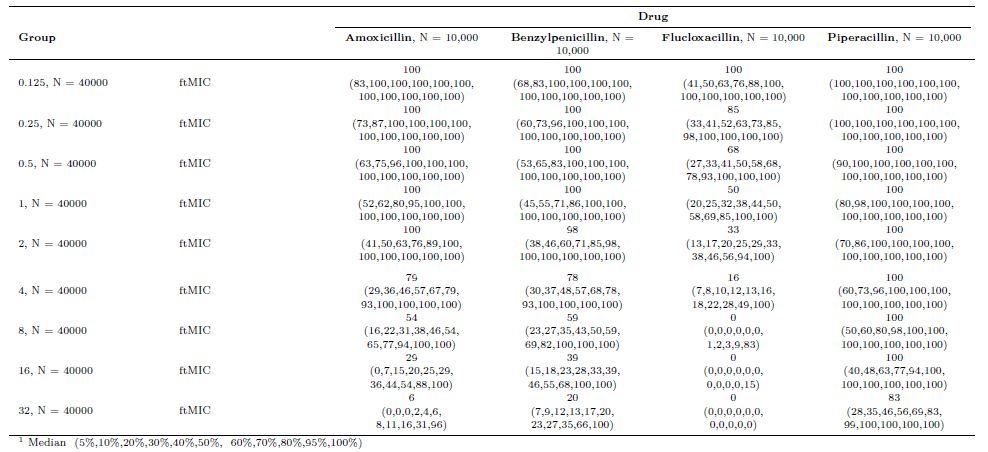 Drug
Group Amoxicillin, N = 10,000 Benzylpenicillin, N = Flucloxacillin, N = 10,000 Piperacillin, N = 10,000
10,000
100 100 100 100
0.125, N = 40000 ftMIC (83,100,100,100,100,100, (68,83,100,100,100,100, (41,50,63,76,88,100, (100,100,100,100,100,100,
100,100,100,100,100) 100,100,100,100,100) 100,100,100,100,100) 100,100,100,100,100)
100 100 85 100
0.25, N = 40000 ftMIC (73,87,100,100,100,100, (60,73,96,100,100,100, (33,41,52,63,73,85, (100,100,100,100,100,100,
100,100,100,100,100) 100,100,100,100,100) 98,100,100,100,100) 100,100,100,100,100)
100 100 68 100
0.5, N = 40000 ftMIC (63,75,96,100,100,100, (53,65,83,100,100,100, (27,33,41,50,58,68, (90,100,100,100,100,100,
100,100,100,100,100) 100,100,100,100,100) 78,93,100,100,100) 100,100,100,100,100)
100 100 50 100
1, N = 40000 ftMIC (52,62,80,95,100,100, (45,55,71,86,100,100, (20,25,32,38,44,50, (80,98,100,100,100,100,
100,100,100,100,100) 100,100,100,100,100) 58,69,85,100,100) 100,100,100,100,100)
100 98 33 100
2, N = 40000 ftMIC (41,50,63,76,89,100, (38,46,60,71,85,98, (13,17,20,25,29,33, (70,86,100,100,100,100,
100,100,100,100,100) 100,100,100,100,100) 38,46,56,94,100) 100,100,100,100,100)
79 78 16 100
4, N = 40000 ftMIC (29,36,46,57,67,79, (30,37,48,57,68,78, (7,8,10,12,13,16, (60,73,96,100,100,100,
93,100,100,100,100) 93,100,100,100,100) 18,22,28,49,100) 100,100,100,100,100)
54 59 0 100
8, N = 40000 ftMIC (16,22,31,38,46,54, (23,27,35,43,50,59, (0,0,0,0,0,0, (50,60,80,98,100,100,
65,77,94,100,100) 69,82,100,100,100) 1,2,3,9,83) 100,100,100,100,100)
29 39 0 100
16, N = 40000 ftMIC (0,7,15,20,25,29, (15,18,23,28,33,39, (0,0,0,0,0,0, (40,48,63,77,94,100,
36,44,54,88,100) 46,55,68,100,100) 0,0,0,0,15) 100,100,100,100,100)
6 20 0 83
32, N = 40000 ftMIC (0,0,0,2,4,6, (7,9,12,13,17,20, (0,0,0,0,0,0, (28,35,46,56,69,83,
8,11,16,31,96) 23,27,35,66,100) 0,0,0,0,0) 99,100,100,100,100)
1 Median (5%,10%,20%,30%,40%,50%, 60%,70%,80%,95%,100%)